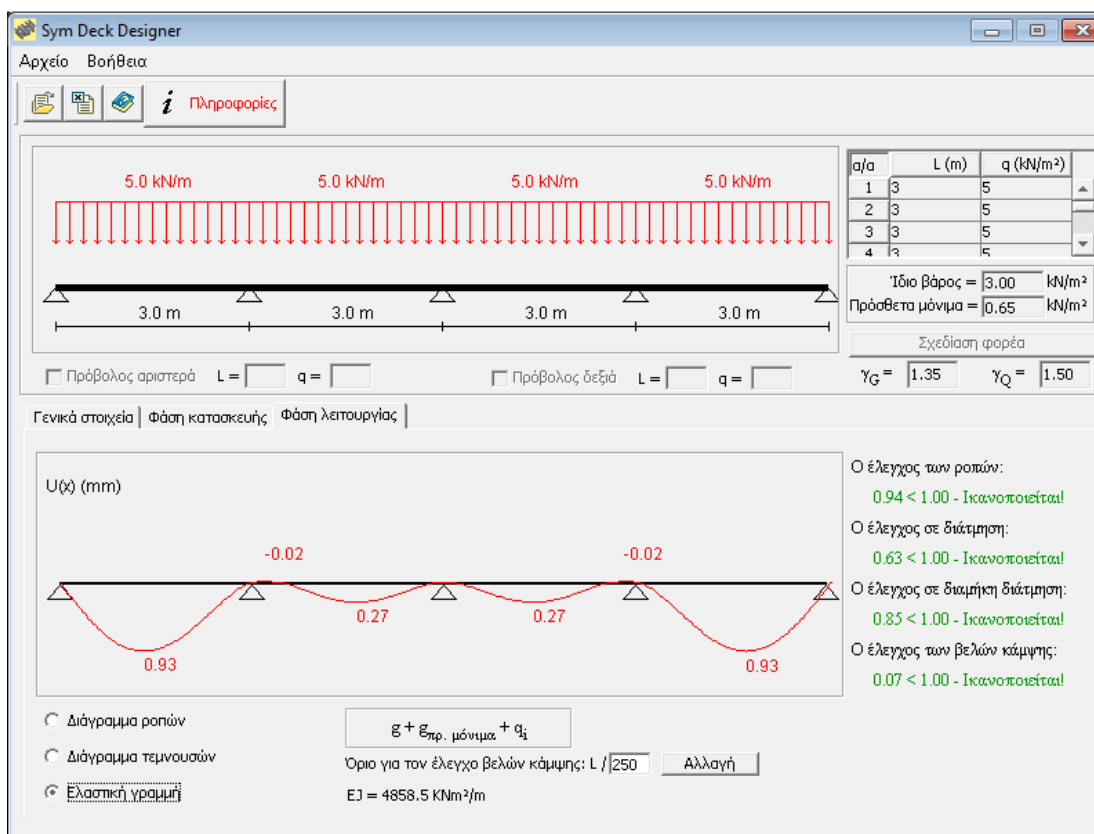 Sym Deck Designer
Αρχείο Βοήθεια
i Πληροφορίες
5.0 kN/m 5.0 kN/m 5.0 kN/m 5.0 kN/m
3.0 m 3.0 m 3.0 m 3.0 m
α/α L (m) q (kN/m²)
1 3 5
2 3 5
3 3 5
4 3 5
Ίδιο βάρος = 3.00 kN/m²
Πρόσθετα μόνιμα = 0.65 kN/m²
Σχεδίαση φορέα
Πρόβολος αριστερά L = q = Πρόβολος δεξιά L = q =
γG = 1.35 γQ = 1.50
Γενικά στοιχεία Φάση κατασκευής Φάση λειτουργίας
U(x) (mm)
-0.02 -0.02
0.27 0.27
0.93 0.93
Ο έλεγχος των ροπών:
0.94 < 1.00 - Ικανοποιείται!
Ο έλεγχος σε διάτμηση:
0.63 < 1.00 - Ικανοποιείται!
Ο έλεγχος σε διαμήκη διάτμηση:
0.85 < 1.00 - Ικανοποιείται!
Ο έλεγχος των βελών κάμψης:
0.07 < 1.00 - Ικανοποιείται!
Διάγραμμα ροπών
Διάγραμμα τεμνουσών
Ελαστική γραμμή
g + gπρ. μόνιμα + qi
Όριο για τον έλεγχο βελών κάμψης: L / 250 Αλλαγή
EJ = 4858.5 KNm²/m